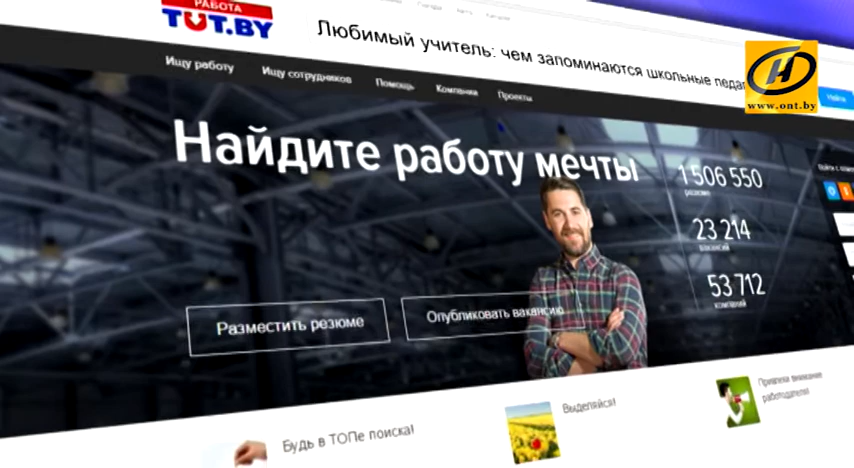 РАБОТА
TUT.BY
Любимый учитель: чем запоминаются школьные педаг
www.ont.by
Найти
Ищу работу
Ищу сотрудников
Помощь
Компании
Проекты
Найдите работу мечты
1 506 550
резюме
23 214
вакансий
53 712
компаний
Разместить резюме
Опубликовать вакансию
Будь в ТОПе поиска!
Выделяйся!
Привлеки внимание
работодателя!